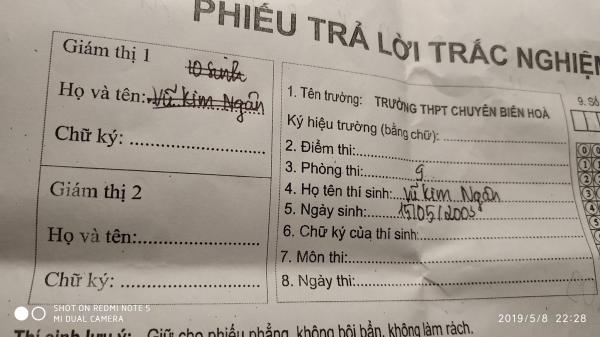 PHIẾU TRẢ LỜI TRẮC NGHIỆM
Giám thị 1
10 Sinh
Họ và tên: Vũ Kim Ngân
Chữ ký:
Giám thị 2
Họ và tên:
Chữ ký:
1. Tên trường: TRƯỜNG THPT CHUYÊN BIÊN HOÀ
Ký hiệu trường (bằng chữ):
2. Điểm thi:
3. Phòng thi: 9
4. Họ tên thí sinh: Vũ Kim Ngân
5. Ngày sinh: 15/05/2003
6. Chữ ký của thí sinh:
7. Môn thi:
8. Ngày thi:
9. Số
Thí sinh lưu ý: Giữ cho phiếu phẳng, không bôi bẩn, không làm rách.
SHOT ON REDMI NOTE 5
MI DUAL CAMERA
2019/5/8 22:28